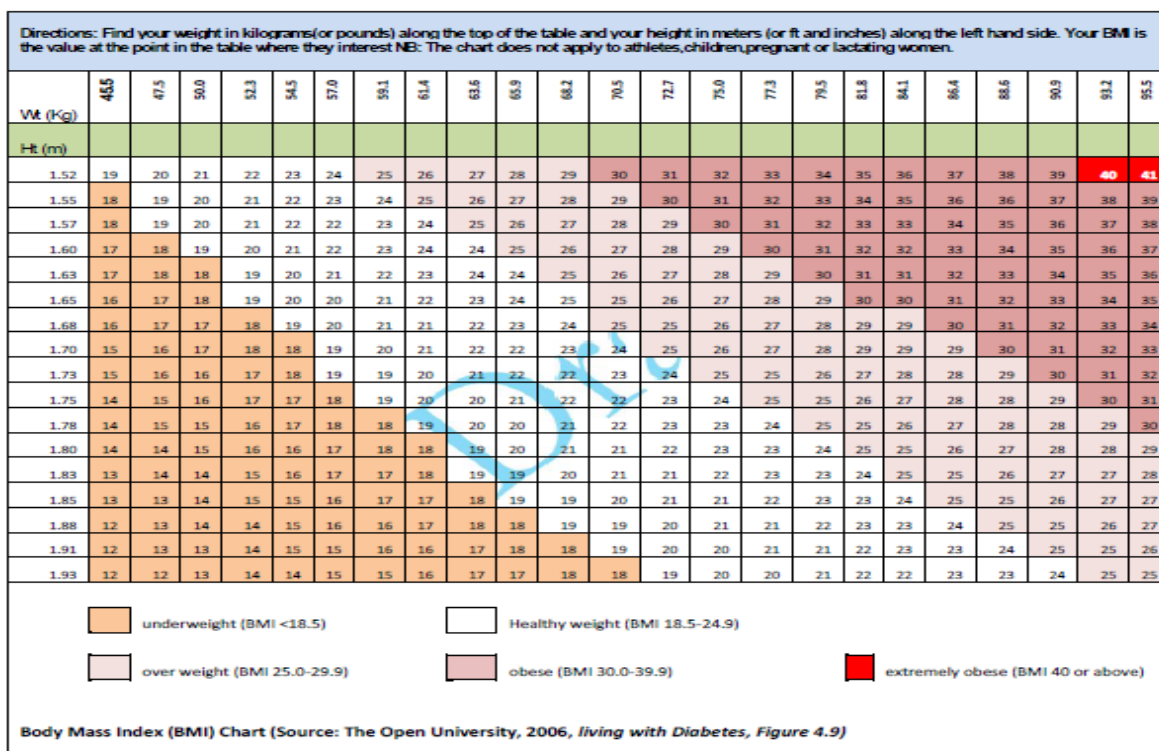 Directions: Find your weight in kilograms(or pounds) along the top of the table and your height in meters (or ft and inches) along the left hand side. Your BMI is
the value at the point in the table where they interest NB: The chart does not apply to athletes,children,pregnant or lactating women.
Wt (Kg) 45.5 47.5 50.0 52.3 54.5 57.0 59.1 61.4 63.6 65.9 68.2 70.5 72.7 75.0 77.3 79.5 81.8 84.1 86.4 88.6 90.9 93.2 95.5
Ht (m)
1.52 19 20 21 22 23 24 25 26 27 28 29 30 31 32 33 34 35 36 37 38 39 40 41
1.55 18 19 20 21 22 23 24 25 26 27 28 29 30 31 32 33 34 35 36 36 37 38 39
1.57 18 19 20 21 22 22 23 24 25 26 27 28 29 30 31 32 33 33 34 35 36 37 38
1.60 17 18 19 20 21 22 23 24 24 25 26 27 28 29 30 31 32 32 33 34 35 36 37
1.63 17 18 18 19 20 21 22 23 24 24 25 26 27 28 29 30 31 31 32 33 34 35 36
1.65 16 17 18 19 20 20 21 22 23 24 25 25 26 27 28 29 30 30 31 32 33 34 35
1.68 16 17 17 18 19 20 21 21 22 23 24 25 25 26 27 28 29 29 30 31 32 33 34
1.70 15 16 17 18 18 19 20 21 22 22 23 24 25 26 27 28 29 29 29 30 31 32 33
1.73 15 16 16 17 18 19 19 20 21 22 22 23 24 25 25 26 27 28 28 29 30 31 32
1.75 14 15 16 17 17 18 19 20 20 21 22 22 23 24 25 25 26 27 28 28 29 30 31
1.78 14 15 15 16 17 18 18 19 20 20 21 22 23 23 24 25 25 26 27 28 28 29 30
1.80 14 14 15 16 16 17 18 18 19 20 21 21 22 23 23 24 25 25 26 27 28 28 29
1.83 13 14 14 15 16 17 17 18 19 19 20 21 21 22 23 23 24 25 25 26 27 27 28
1.85 13 13 14 15 15 16 17 17 18 19 19 20 21 21 22 23 23 24 25 25 26 27 27
1.88 12 13 14 14 15 16 16 17 18 18 19 19 20 21 21 22 23 23 24 25 25 26 27
1.91 12 13 13 14 15 15 16 16 17 18 18 19 20 20 21 21 22 23 23 24 25 25 26
1.93 12 12 13 14 14 15 15 16 17 17 18 18 19 20 20 21 22 22 23 23 24 25 25
underweight (BMI <18.5) Healthy weight (BMI 18.5-24.9)
over weight (BMI 25.0-29.9) obese (BMI 30.0-39.9) extremely obese (BMI 40 or above)
Body Mass Index (BMI) Chart (Source: The Open University, 2006, living with Diabetes, Figure 4.9)